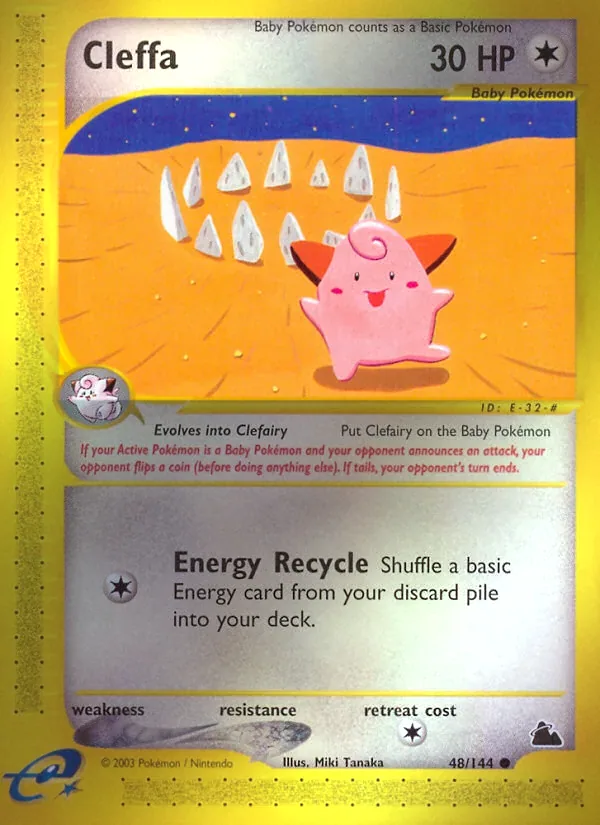 Baby Pokémon counts as a Basic Pokémon
Cleffa 30 HP
Baby Pokémon
ID: E-32-#
Evolves into Clefairy Put Clefairy on the Baby Pokémon
If your Active Pokémon is a Baby Pokémon and your opponent announces an attack, your
opponent flips a coin (before doing anything else). If tails, your opponent's turn ends.
Energy Recycle Shuffle a basic
Energy card from your discard pile
into your deck.
weakness resistance retreat cost
© 2003 Pokémon / Nintendo Illus. Miki Tanaka 48/144
e